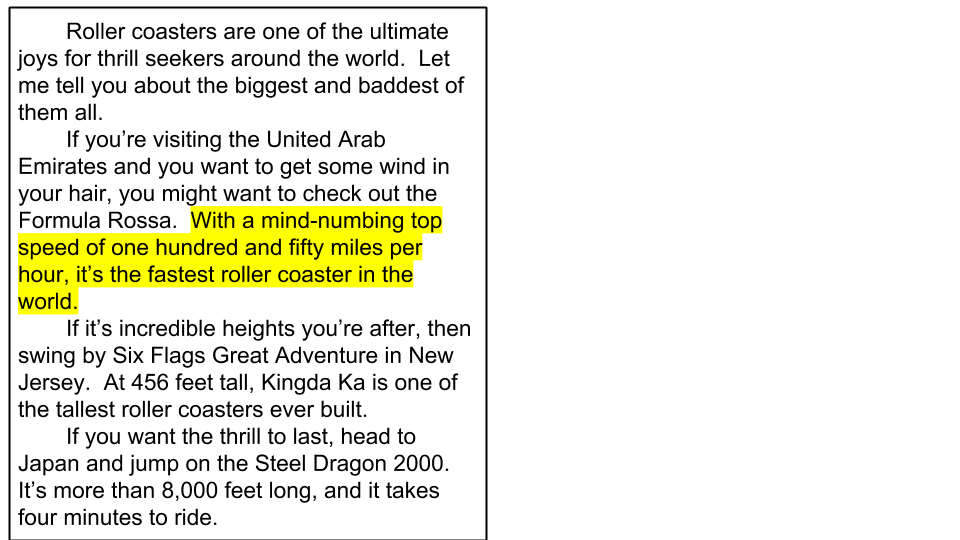 Roller coasters are one of the ultimate
joys for thrill seekers around the world.  Let
me tell you about the biggest and baddest of
them all.
If you’re visiting the United Arab
Emirates and you want to get some wind in
your hair, you might want to check out the
Formula Rossa.  With a mind-numbing top
speed of one hundred and fifty miles per
hour, it’s the fastest roller coaster in the
world.
If it’s incredible heights you’re after, then
swing by Six Flags Great Adventure in New
Jersey.  At 456 feet tall, Kingda Ka is one of
the tallest roller coasters ever built.
If you want the thrill to last, head to
Japan and jump on the Steel Dragon 2000.
It’s more than 8,000 feet long, and it takes
four minutes to ride.